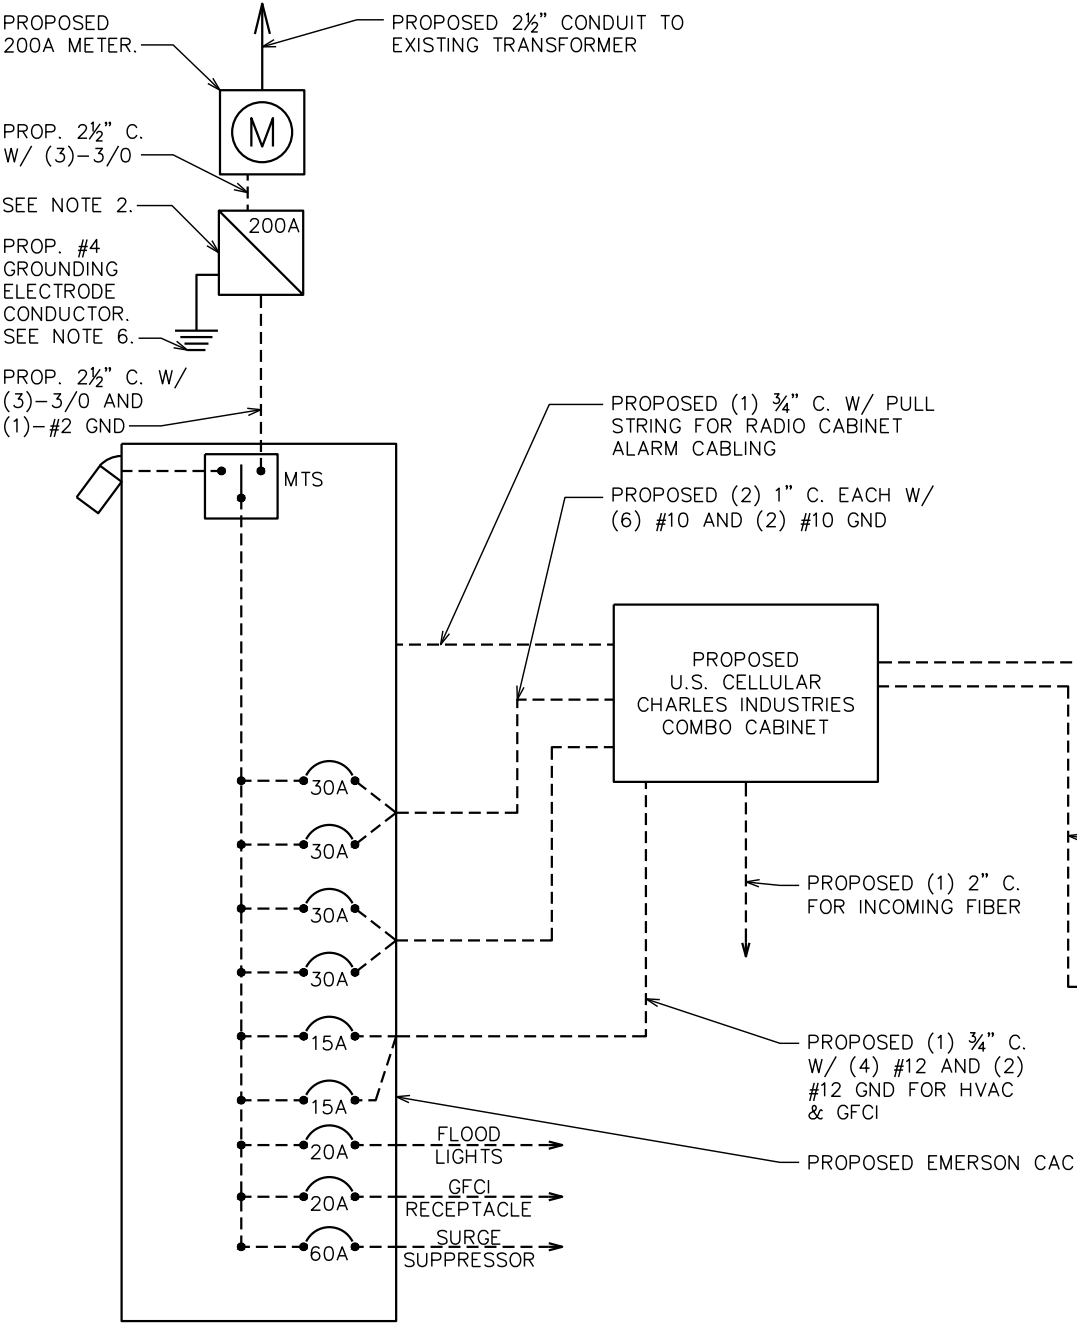 PROPOSED
200A METER.
PROPOSED 2½" CONDUIT TO
EXISTING TRANSFORMER
M
PROP. 2½" C.
W/ (3)-3/0
SEE NOTE 2.
200A
PROP. #4
GROUNDING
ELECTRODE
CONDUCTOR.
SEE NOTE 6.
PROP. 2½" C. W/
(3)-3/0 AND
(1)-#2 GND
MTS
PROPOSED (1) ¾" C. W/ PULL
STRING FOR RADIO CABINET
ALARM CABLING
PROPOSED (2) 1" C. EACH W/
(6) #10 AND (2) #10 GND
PROPOSED
U.S. CELLULAR
CHARLES INDUSTRIES
COMBO CABINET
30A
30A
30A
30A
15A
15A
20A
20A
60A
PROPOSED (1) 2" C.
FOR INCOMING FIBER
PROPOSED (1) ¾" C.
W/ (4) #12 AND (2)
#12 GND FOR HVAC
& GFCI
PROPOSED EMERSON CAC
FLOOD
LIGHTS
GFCI
RECEPTACLE
SURGE
SUPPRESSOR